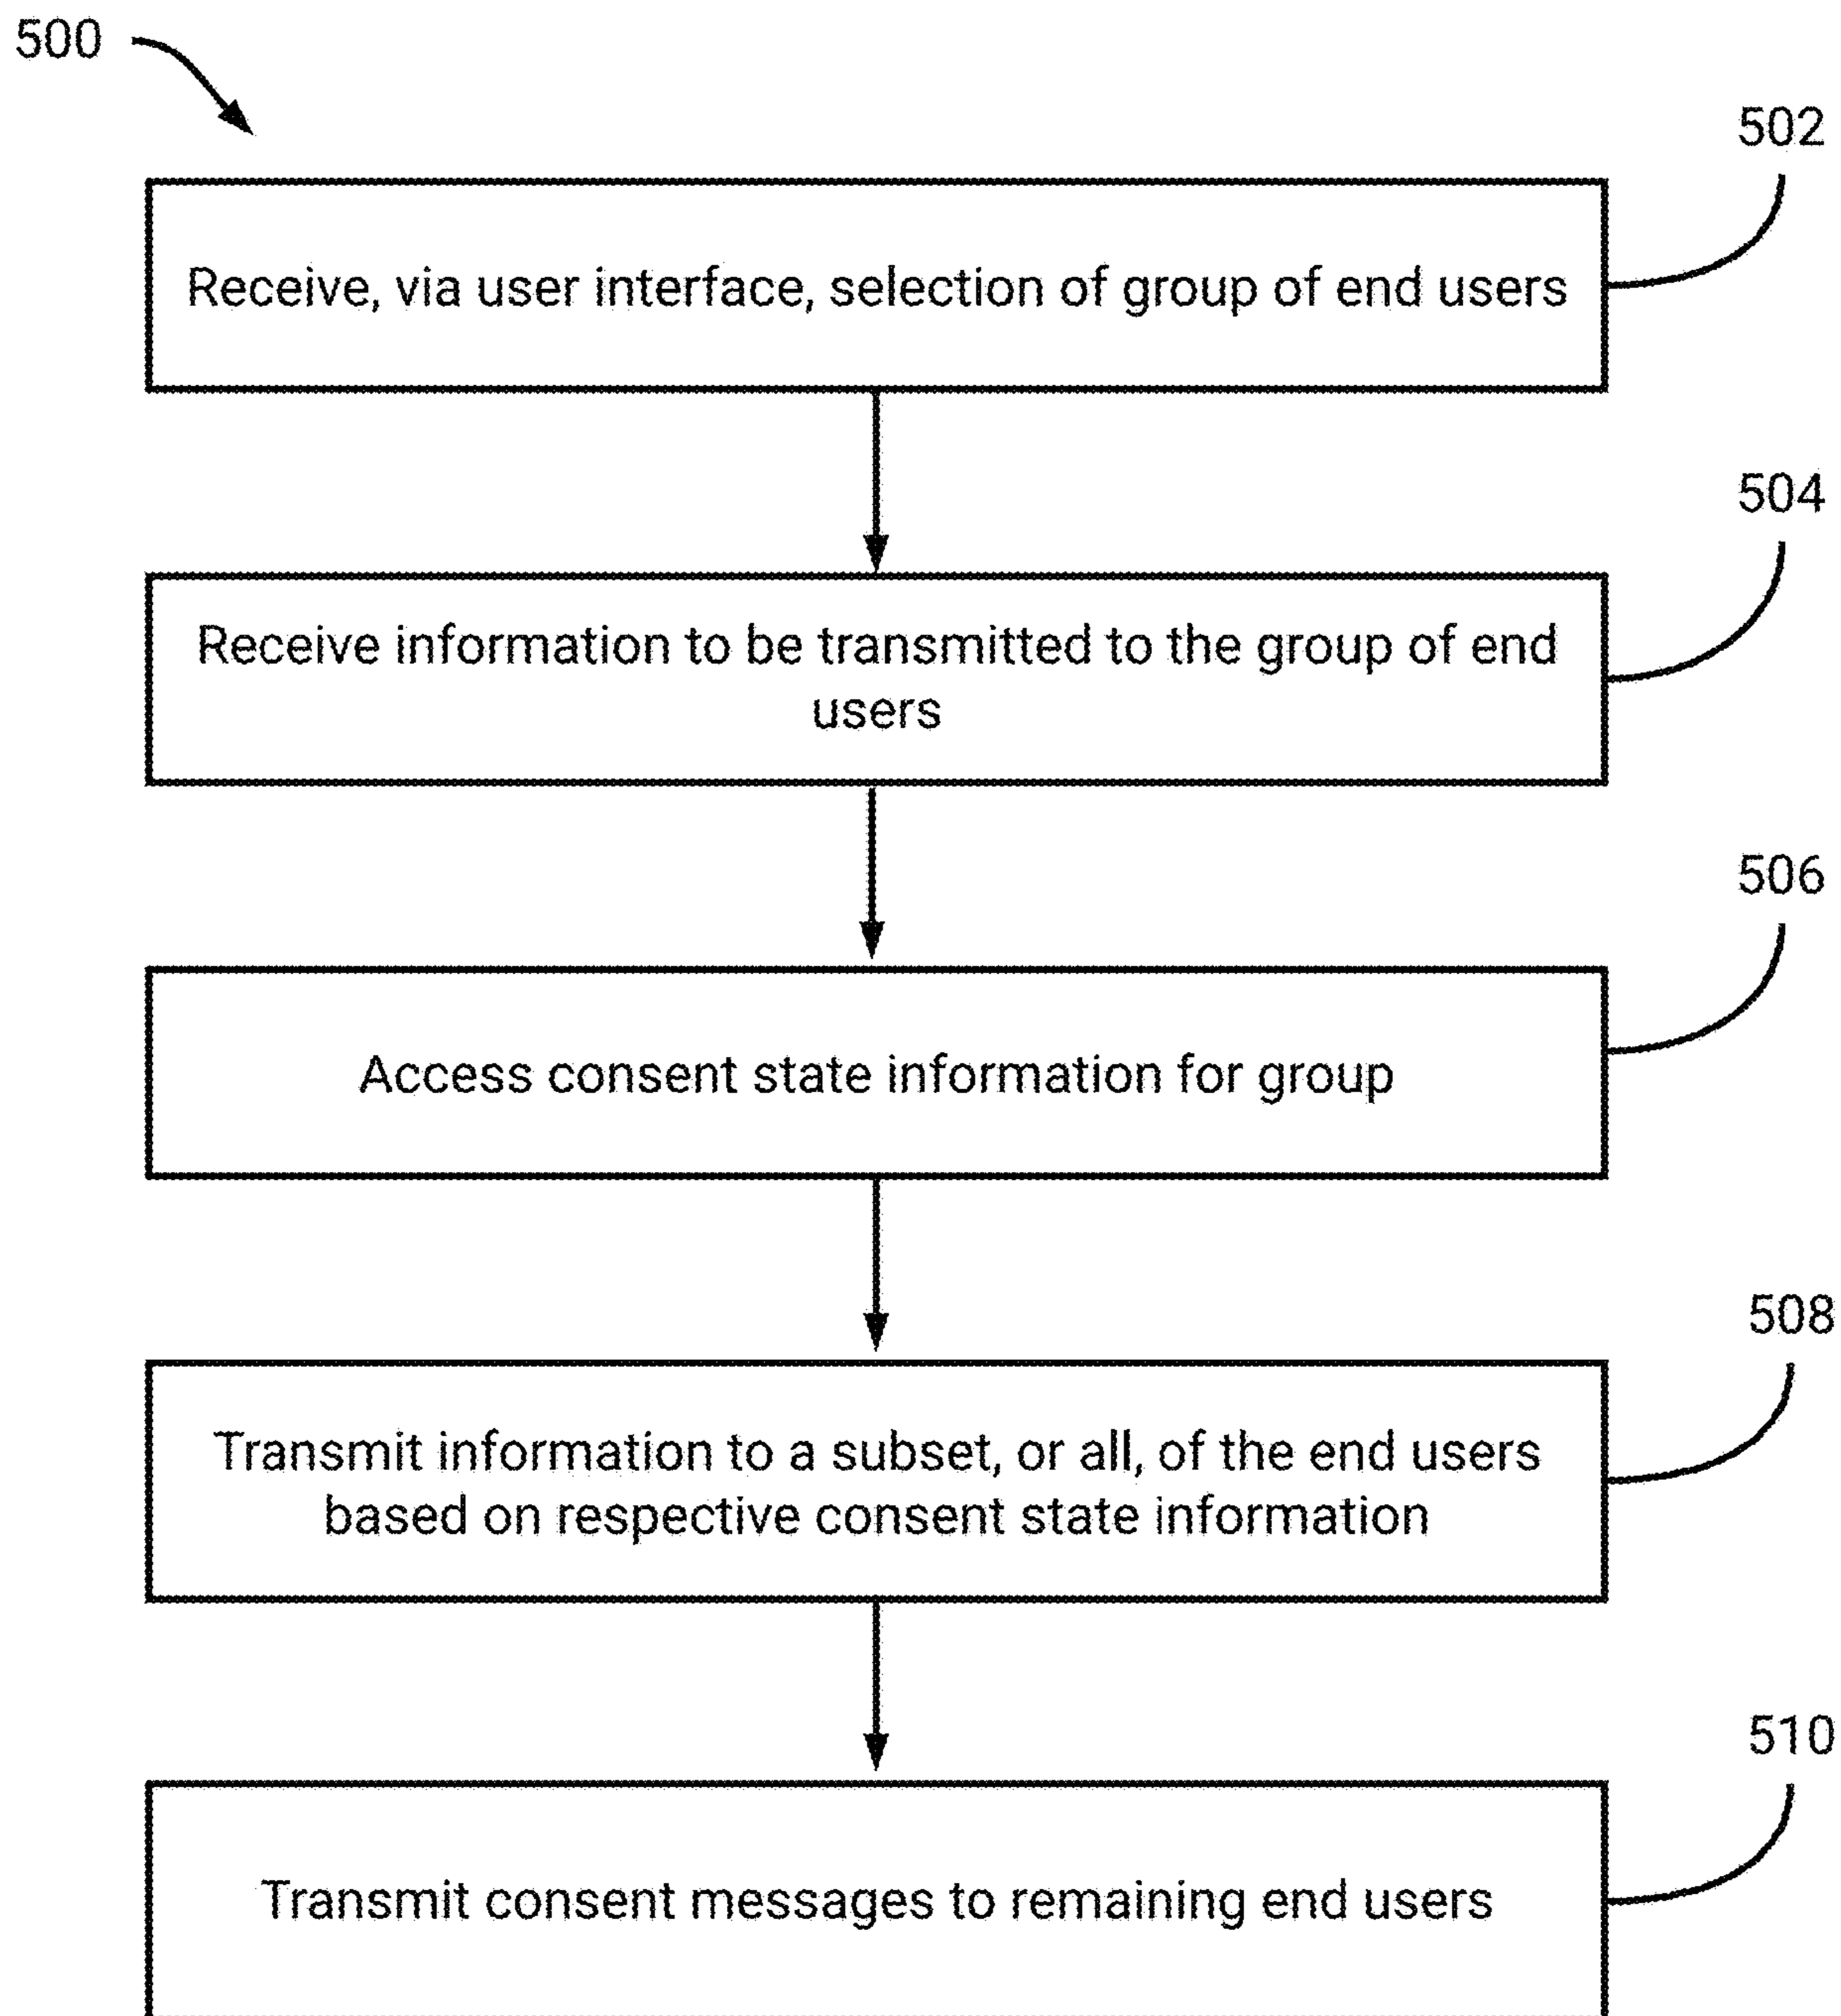 500
502
Receive, via user interface, selection of group of end users
504
Receive information to be transmitted to the group of end
users
506
Access consent state information for group
508
Transmit information to a subset, or all, of the end users
based on respective consent state information
510
Transmit consent messages to remaining end users